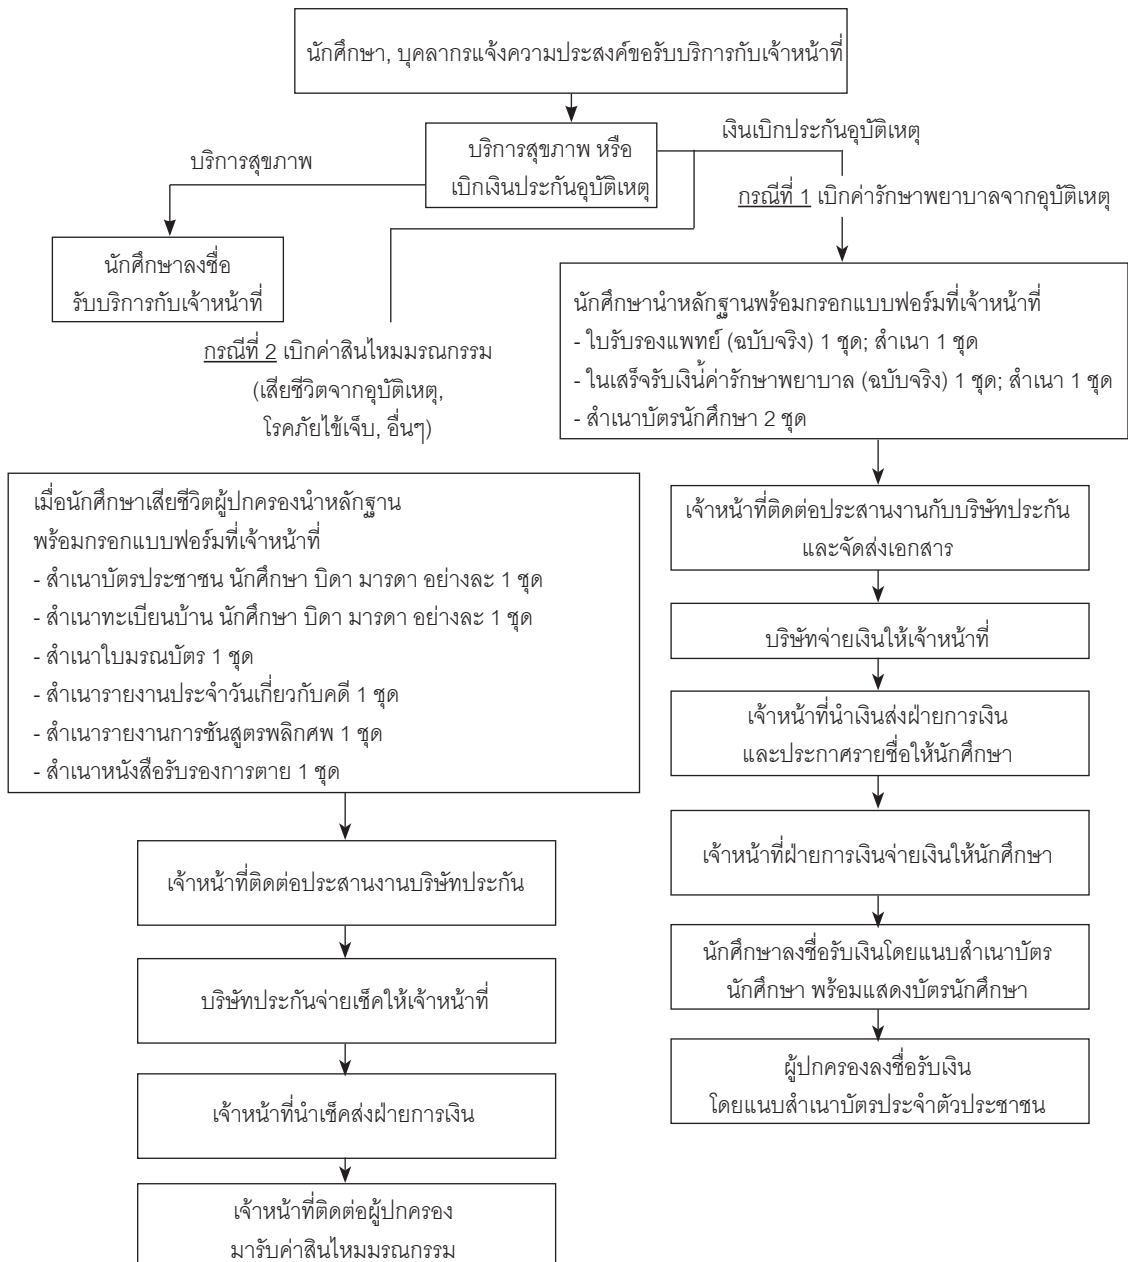 นักศึกษา, บุคลากรแจ้งความประสงค์ขอรับบริการกับเจ้าหน้าที่
บริการสุขภาพ หรือ
เบิกเงินประกันอุบัติเหตุ
บริการสุขภาพ
เงินเบิกประกันอุบัติเหตุ
นักศึกษาลงชื่อ
รับบริการกับเจ้าหน้าที่
กรณีที่ 1 เบิกค่ารักษาพยาบาลจากอุบัติเหตุ
นักศึกษานำหลักฐานพร้อมกรอกแบบฟอร์มที่เจ้าหน้าที่
- ใบรับรองแพทย์ (ฉบับจริง) 1 ชุด; สำเนา 1 ชุด
- ในเสร็จรับเงิน่ค่ารักษาพยาบาล (ฉบับจริง) 1 ชุด; สำเนา 1 ชุด
- สำเนาบัตรนักศึกษา 2 ชุด
กรณีที่ 2 เบิกค่าสินไหมมรณกรรม
(เสียชีวิตจากอุบัติเหตุ,
โรคภัยไข้เจ็บ, อื่นๆ)
เมื่อนักศึกษาเสียชีวิตผู้ปกครองนำหลักฐาน
พร้อมกรอกแบบฟอร์มที่เจ้าหน้าที่
- สำเนาบัตรประชาชน นักศึกษา บิดา มารดา อย่างละ 1 ชุด
- สำเนาทะเบียนบ้าน นักศึกษา บิดา มารดา อย่างละ 1 ชุด
- สำเนาใบมรณบัตร 1 ชุด
- สำเนารายงานประจำวันเกี่ยวกับคดี 1 ชุด
- สำเนารายงานการชันสูตรพลิกศพ 1 ชุด
- สำเนาหนังสือรับรองการตาย 1 ชุด
เจ้าหน้าที่ติดต่อประสานงานบริษัทประกัน
บริษัทประกันจ่ายเช็คให้เจ้าหน้าที่
เจ้าหน้าที่นำเช็คส่งฝ่ายการเงิน
เจ้าหน้าที่ติดต่อผู้ปกครอง
มารับค่าสินไหมมรณกรรม
เจ้าหน้าที่ติดต่อประสานงานกับบริษัทประกัน
และจัดส่งเอกสาร
บริษัทจ่ายเงินให้เจ้าหน้าที่
เจ้าหน้าที่นำเงินส่งฝ่ายการเงิน
และประกาศรายชื่อให้นักศึกษา
เจ้าหน้าที่ฝ่ายการเงินจ่ายเงินให้นักศึกษา
นักศึกษาลงชื่อรับเงินโดยแนบสำเนาบัตร
นักศึกษา พร้อมแสดงบัตรนักศึกษา
ผู้ปกครองลงชื่อรับเงิน
โดยแนบสำเนาบัตรประจำตัวประชาชน